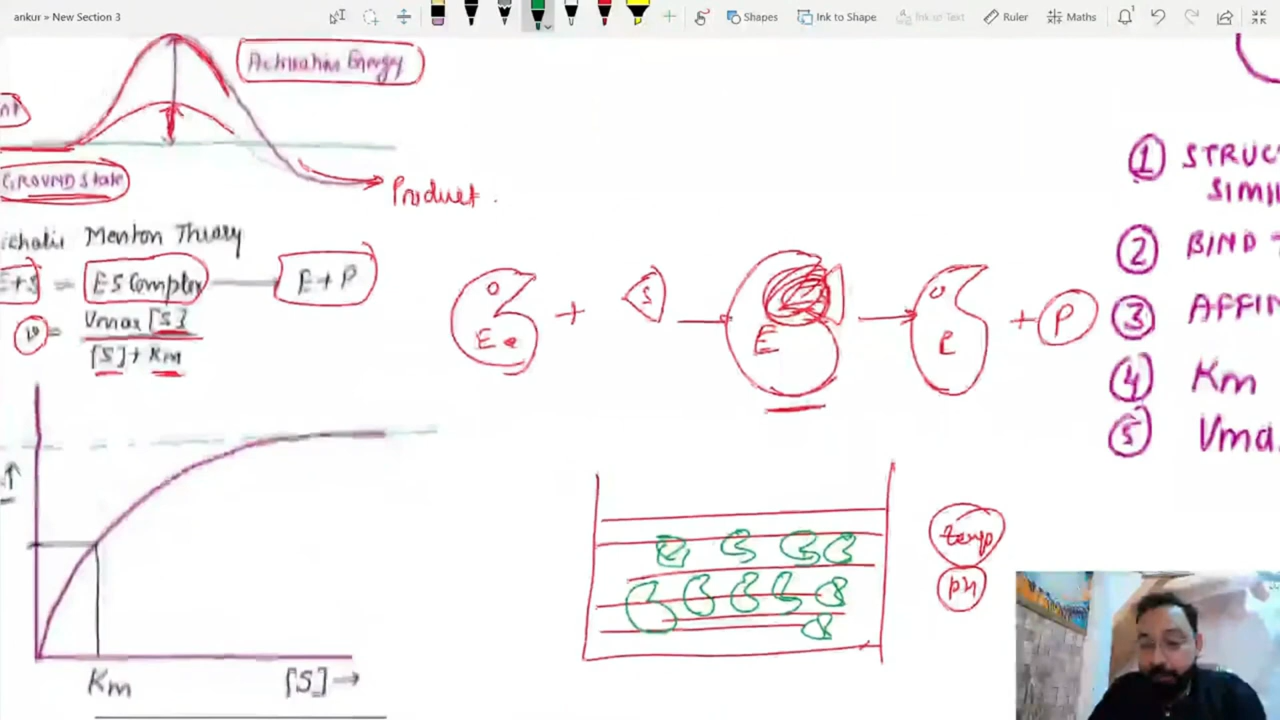 ankur > New Section 3
Shapes
Ink to Shape
Ink to Text
Ruler
Maths
Activation Energy
GROUND State
Product.
Menton Thiary
E+S = ES Complex E + P
v = Vmax [S]
[S] + Km
E + S E E + P
Km
[S] →
temp
pH
1 STRUC
SIMI
2 BIND
3 AFFIN
4 Km
5 Vma